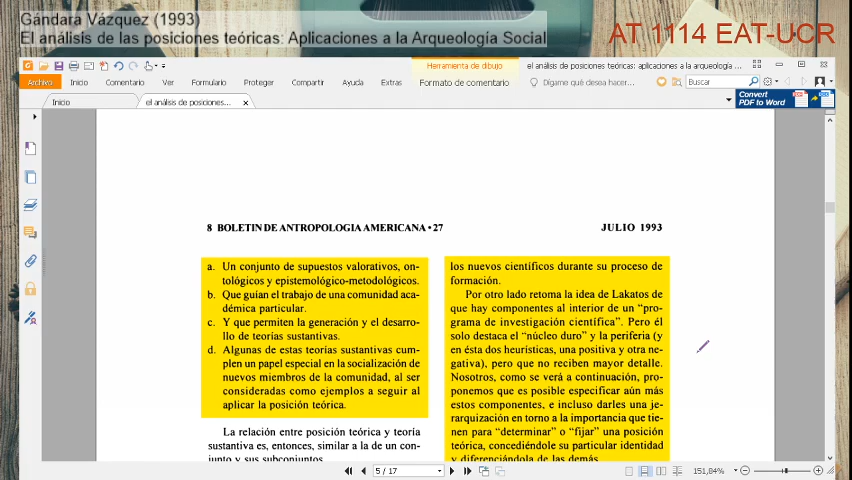 Gándara Vázquez (1993)
El análisis de las posiciones teóricas: Aplicaciones a la Arqueología Social
AT 1114 EAT-UCR
Herramienta de dibujo
el análisis de posiciones teóricas: aplicaciones a la arqueología ...
Archivo Inicio Comentario Ver Formulario Proteger Compartir Ayuda Extras Formato de comentario Dígame qué desea hacer... Buscar
Inicio
el análisis de posiciones...
Convert
PDF to Word
8 BOLETIN DE ANTROPOLOGIA AMERICANA • 27
JULIO 1993
a. Un conjunto de supuestos valorativos, on-
tológicos y epistemológico-metodológicos.
b. Que guían el trabajo de una comunidad aca-
démica particular.
c. Y que permiten la generación y el desarro-
llo de teorías sustantivas.
d. Algunas de estas teorías sustantivas cum-
plen un papel especial en la socialización de
nuevos miembros de la comunidad, al ser
consideradas como ejemplos a seguir al
aplicar la posición teórica.
La relación entre posición teórica y teoría
sustantiva es, entonces, similar a la de un con-
junto y sus subconjuntos.
los nuevos científicos durante su proceso de
formación.
Por otro lado retoma la idea de Lakatos de
que hay componentes al interior de un “pro-
grama de investigación científica”. Pero él
solo destaca el “núcleo duro” y la periferia (y
en ésta dos heurísticas, una positiva y otra ne-
gativa), pero que no reciben mayor detalle.
Nosotros, como se verá a continuación, pro-
ponemos que es posible especificar aún más
estos componentes, e incluso darles una je-
rarquización en torno a la importancia que tie-
nen para “determinar” o “fijar” una posición
teórica, concediéndole su particular identidad
y diferenciándola de las demás.
5 / 17
151,84%